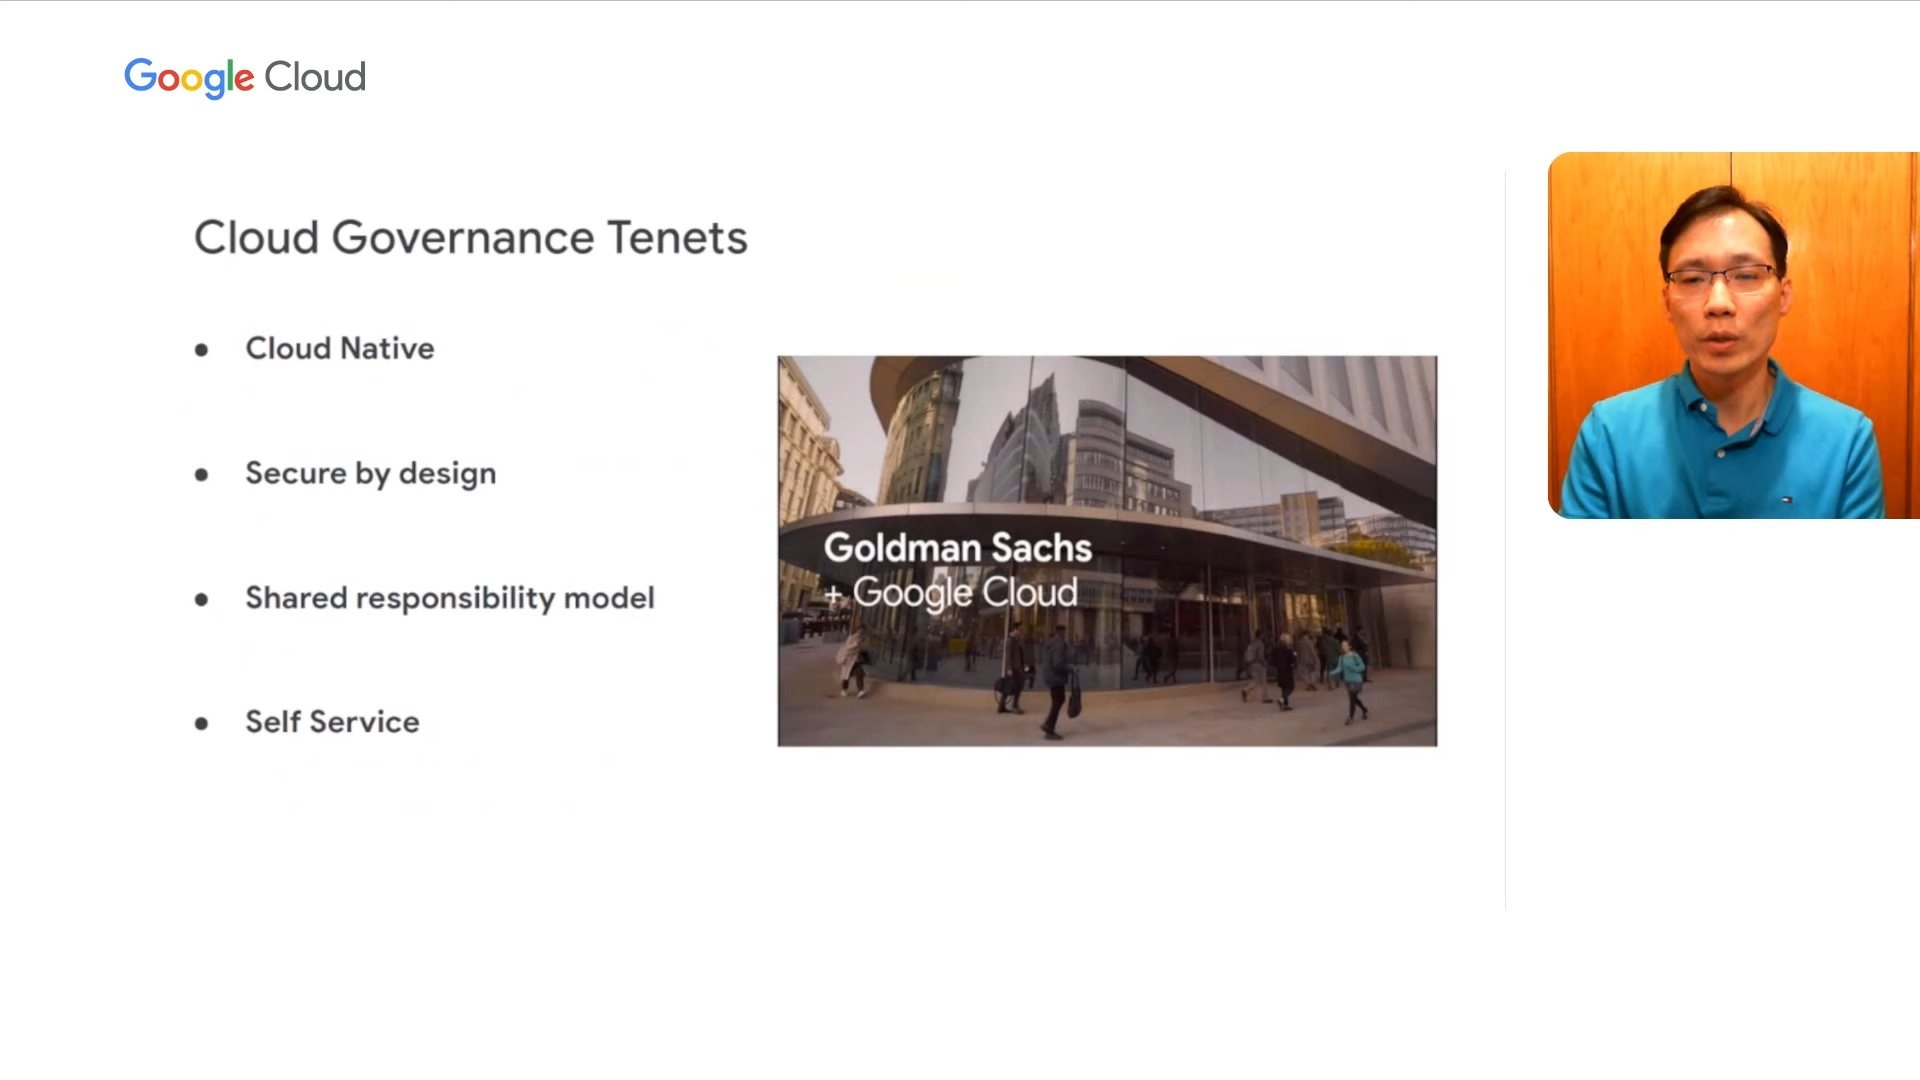 Google Cloud
Cloud Governance Tenets
• Cloud Native
• Secure by design
• Shared responsibility model
• Self Service
Goldman Sachs
+ Google Cloud